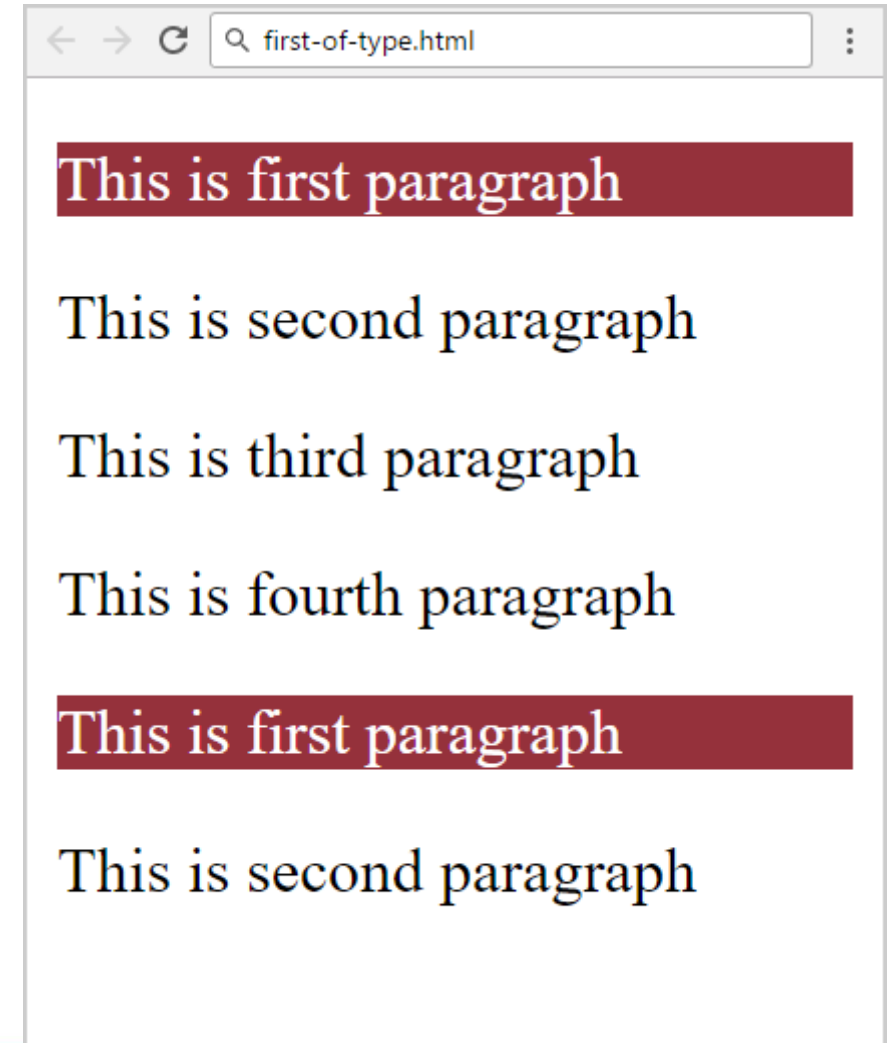 first-of-type.html
This is first paragraph
This is second paragraph
This is third paragraph
This is fourth paragraph
This is first paragraph
This is second paragraph